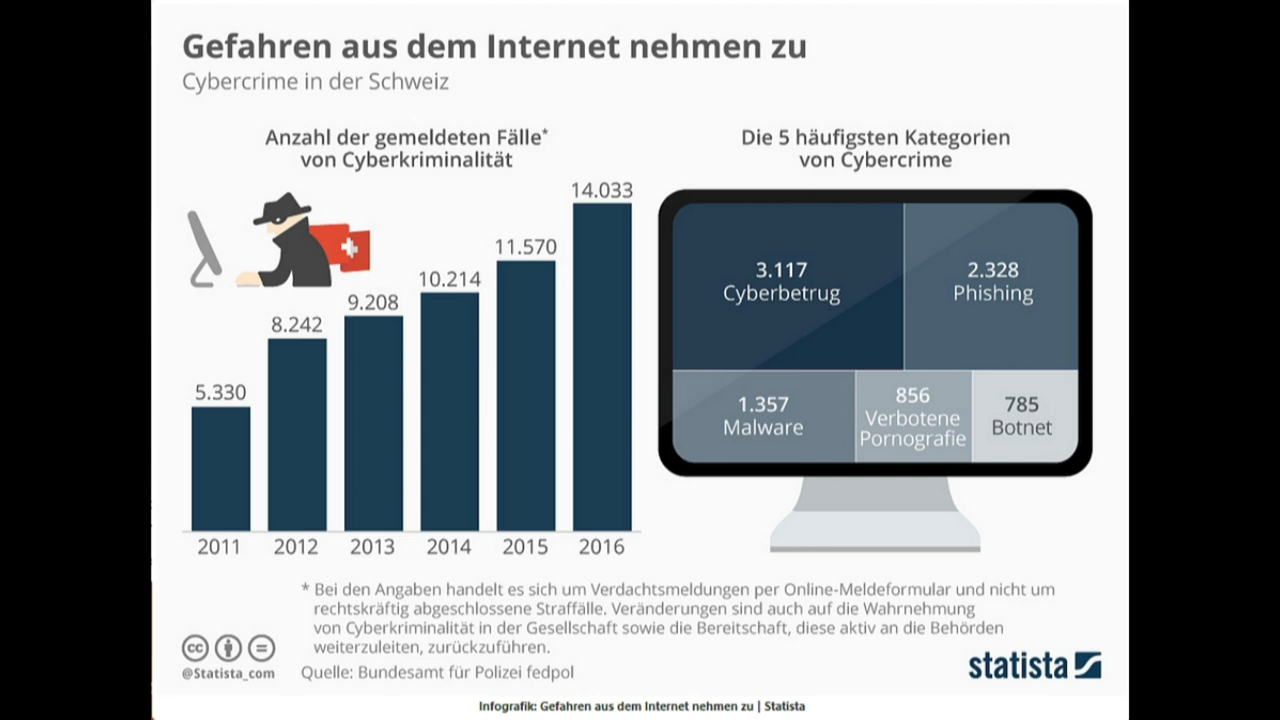 Gefahren aus dem Internet nehmen zu
Cybercrime in der Schweiz
Anzahl der gemeldeten Fälle*
von Cyberkriminalität
5.330
8.242
9.208
10.214
11.570
14.033
2011
2012
2013
2014
2015
2016
Die 5 häufigsten Kategorien
von Cybercrime
3.117
Cyberbetrug
2.328
Phishing
1.357
Malware
856
Verbotene
Pornografie
785
Botnet
* Bei den Angaben handelt es sich um Verdachtsmeldungen per Online-Meldeformular und nicht um
rechtskräftig abgeschlossene Straffälle. Veränderungen sind auch auf die Wahrnehmung
von Cyberkriminalität in der Gesellschaft sowie die Bereitschaft, diese aktiv an die Behörden
weiterzuleiten, zurückzuführen.
cc
@Statista_com
Quelle: Bundesamt für Polizei fedpol
statista
Infografik: Gefahren aus dem Internet nehmen zu | Statista